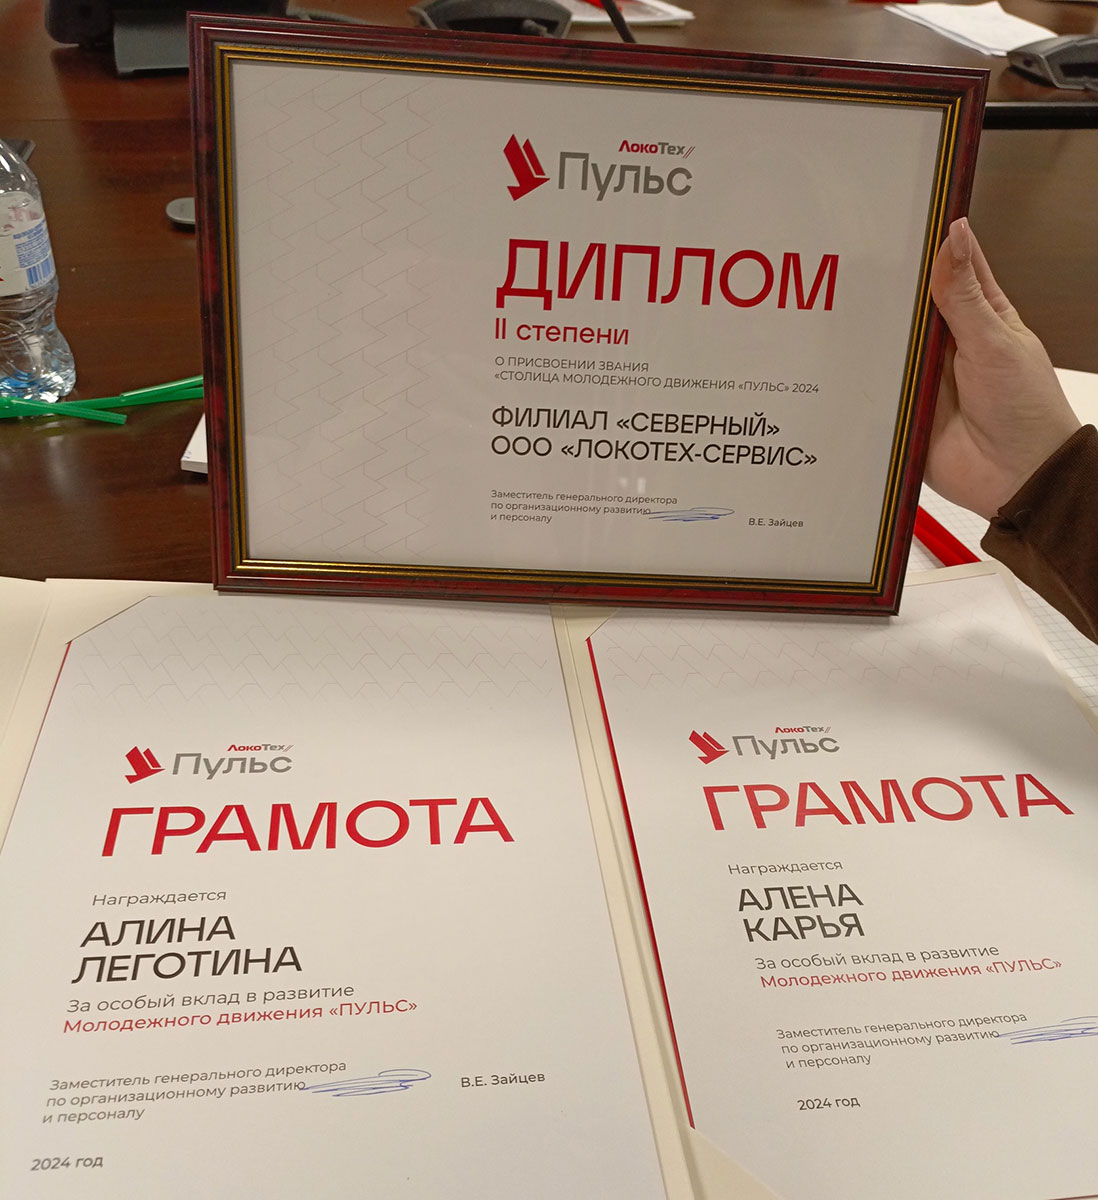 ЛокоТех//
Пульс
ДИПЛОМ
II степени
О ПРИСВОЕНИИ ЗВАНИЯ
«СТОЛИЦА МОЛОДЕЖНОГО ДВИЖЕНИЯ «ПУЛЬС» 2024
ФИЛИАЛ «СЕВЕРНЫЙ»
ООО «ЛОКОТЕХ-СЕРВИС»
Заместитель генерального директора
по организационному развитию
и персоналу
В.Е. Зайцев
ЛокоТех//
Пульс
ГРАМОТА
Награждается
АЛИНА
ЛЕГОТИНА
За особый вклад в развитие
Молодежного движения «ПУЛЬС»
Заместитель генерального директора
по организационному развитию
и персоналу
В.Е. Зайцев
2024 год
ЛокоТех//
Пульс
ГРАМОТА
Награждается
АЛЕНА
КАРЬЯ
За особый вклад в развитие
Молодежного движения «ПУЛЬС»
Заместитель генерального директора
по организационному развитию
и персоналу
2024 год